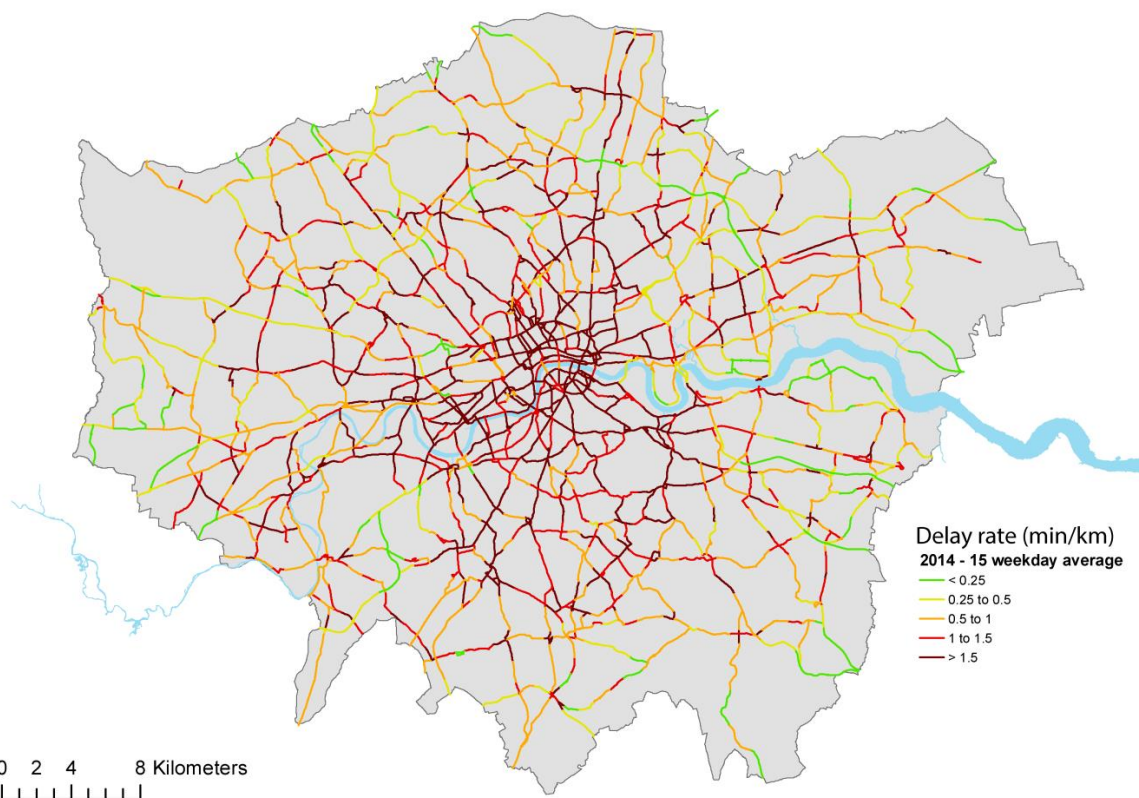 Delay rate (min/km)
2014 - 15 weekday average
< 0.25
0.25 to 0.5
0.5 to 1
1 to 1.5
> 1.5
0 2 4 8 Kilometers